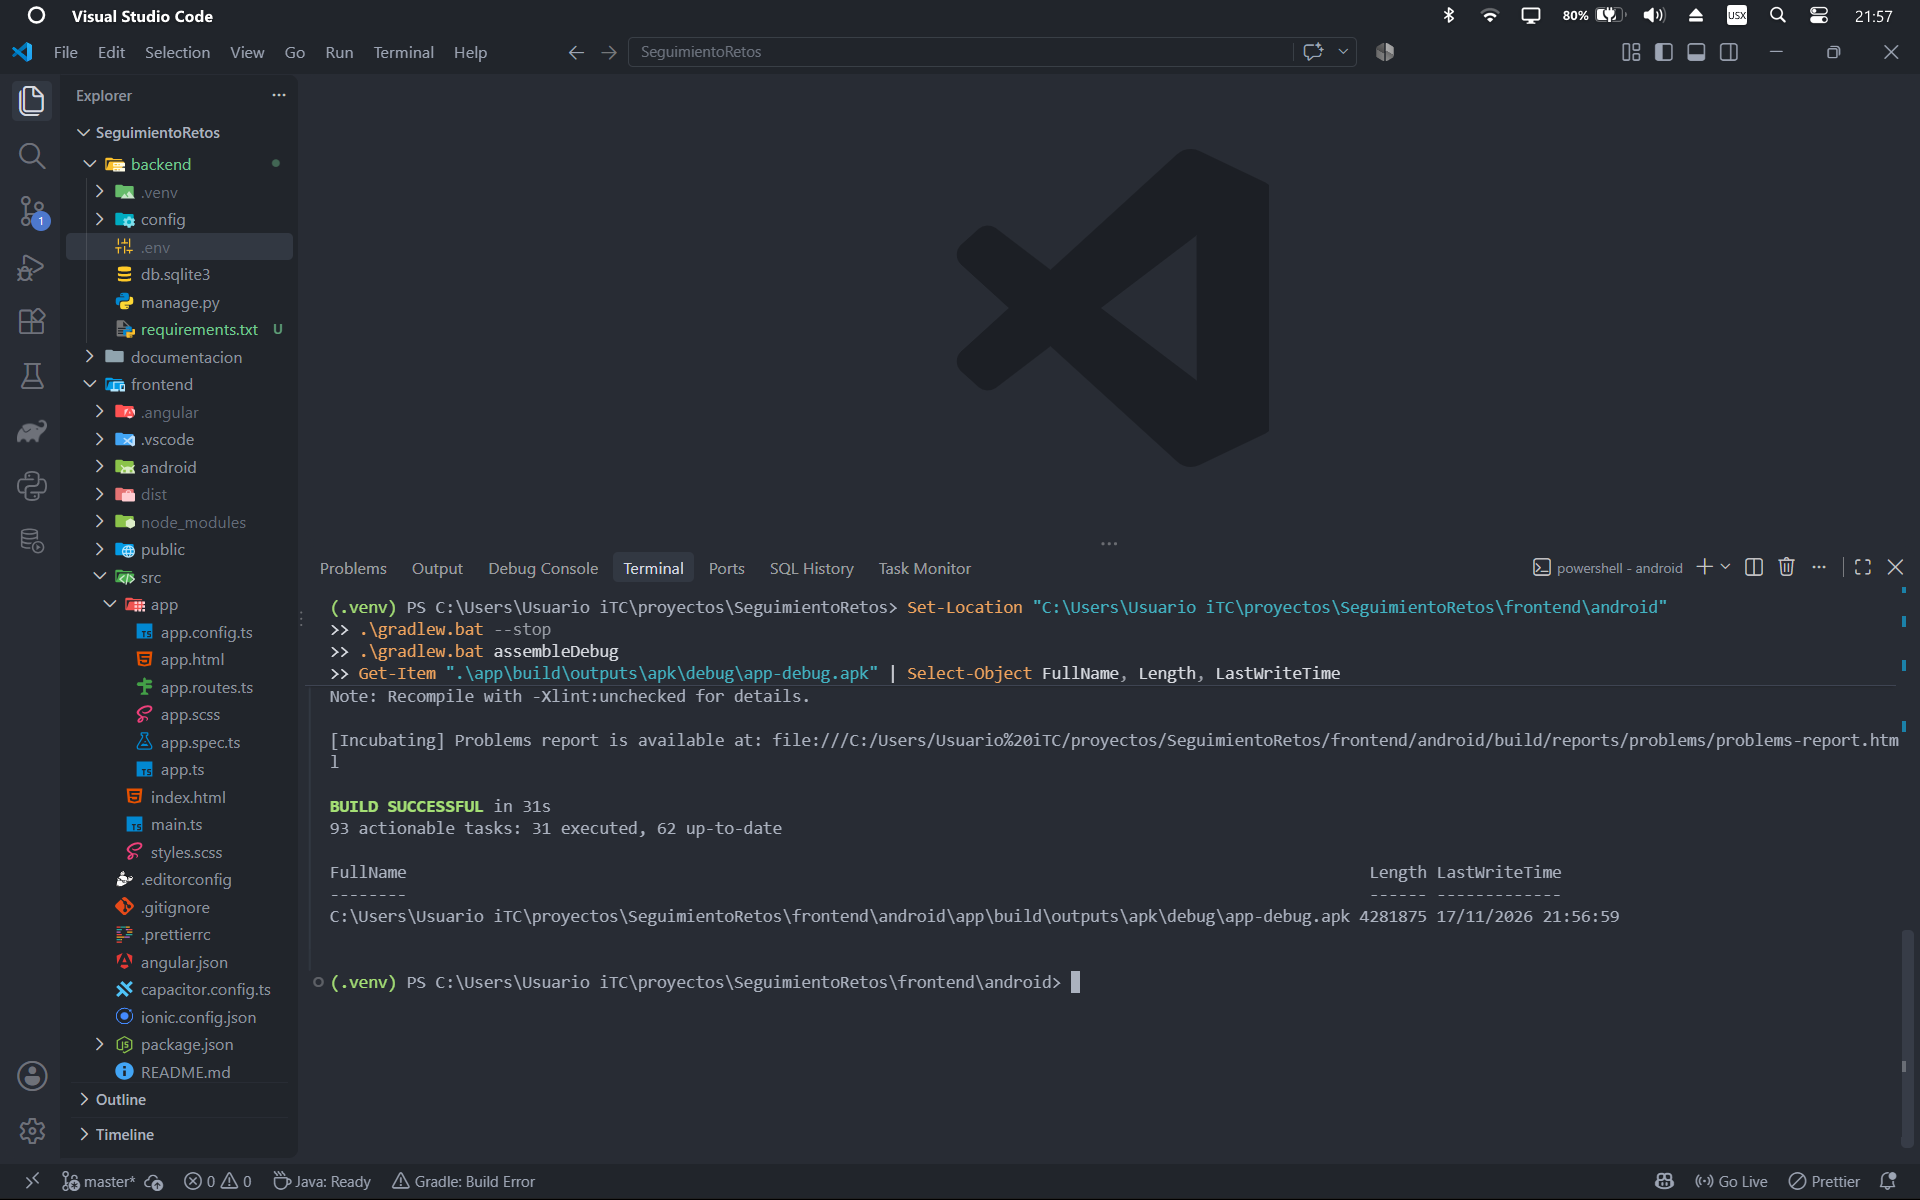 Visual Studio Code
80%
USX
21:57
File Edit Selection View Go Run Terminal Help
SeguimientoRetos
Explorer
SeguimientoRetos
backend
.venv
config
.env
db.sqlite3
manage.py
requirements.txt U
documentacion
frontend
.angular
.vscode
android
dist
node_modules
public
src
app
app.config.ts
app.html
app.routes.ts
app.scss
app.spec.ts
app.ts
index.html
main.ts
styles.scss
.editorconfig
.gitignore
.prettierrc
angular.json
capacitor.config.ts
ionic.config.json
package.json
README.md
Outline
Timeline
1
Problems Output Debug Console Terminal Ports SQL History Task Monitor
powershell - android
(.venv) PS C:\Users\Usuario iTC\proyectos\SeguimientoRetos> Set-Location "C:\Users\Usuario iTC\proyectos\SeguimientoRetos\frontend\android"
>> .\gradlew.bat --stop
>> .\gradlew.bat assembleDebug
>> Get-Item ".\app\build\outputs\apk\debug\app-debug.apk" | Select-Object FullName, Length, LastWriteTime
Note: Recompile with -Xlint:unchecked for details.
[Incubating] Problems report is available at: file:///C:/Users/Usuario%20iTC/proyectos/SeguimientoRetos/frontend/android/build/reports/problems/problems-report.htm
l
BUILD SUCCESSFUL in 31s
93 actionable tasks: 31 executed, 62 up-to-date
FullName Length LastWriteTime
-------- ------ -------------
C:\Users\Usuario iTC\proyectos\SeguimientoRetos\frontend\android\app\build\outputs\apk\debug\app-debug.apk 4281875 17/11/2026 21:56:59
(.venv) PS C:\Users\Usuario iTC\proyectos\SeguimientoRetos\frontend\android>
master* 0 0 Java: Ready Gradle: Build Error
Go Live Prettier